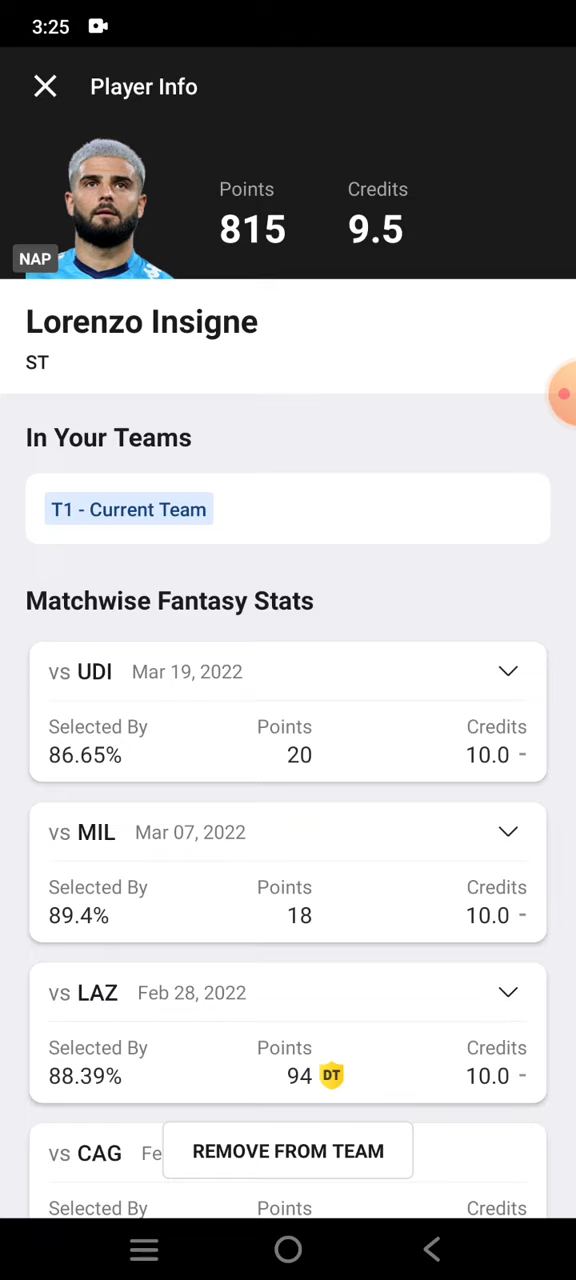 3:25
Player Info
Points Credits
815 9.5
NAP
Lorenzo Insigne
ST
In Your Teams
T1 - Current Team
Matchwise Fantasy Stats
vs UDI Mar 19, 2022
Selected By Points Credits
86.65% 20 10.0 -
vs MIL Mar 07, 2022
Selected By Points Credits
89.4% 18 10.0 -
vs LAZ Feb 28, 2022
Selected By Points Credits
88.39% 94 DT 10.0 -
vs CAG Fe
REMOVE FROM TEAM
Selected By Points Credits